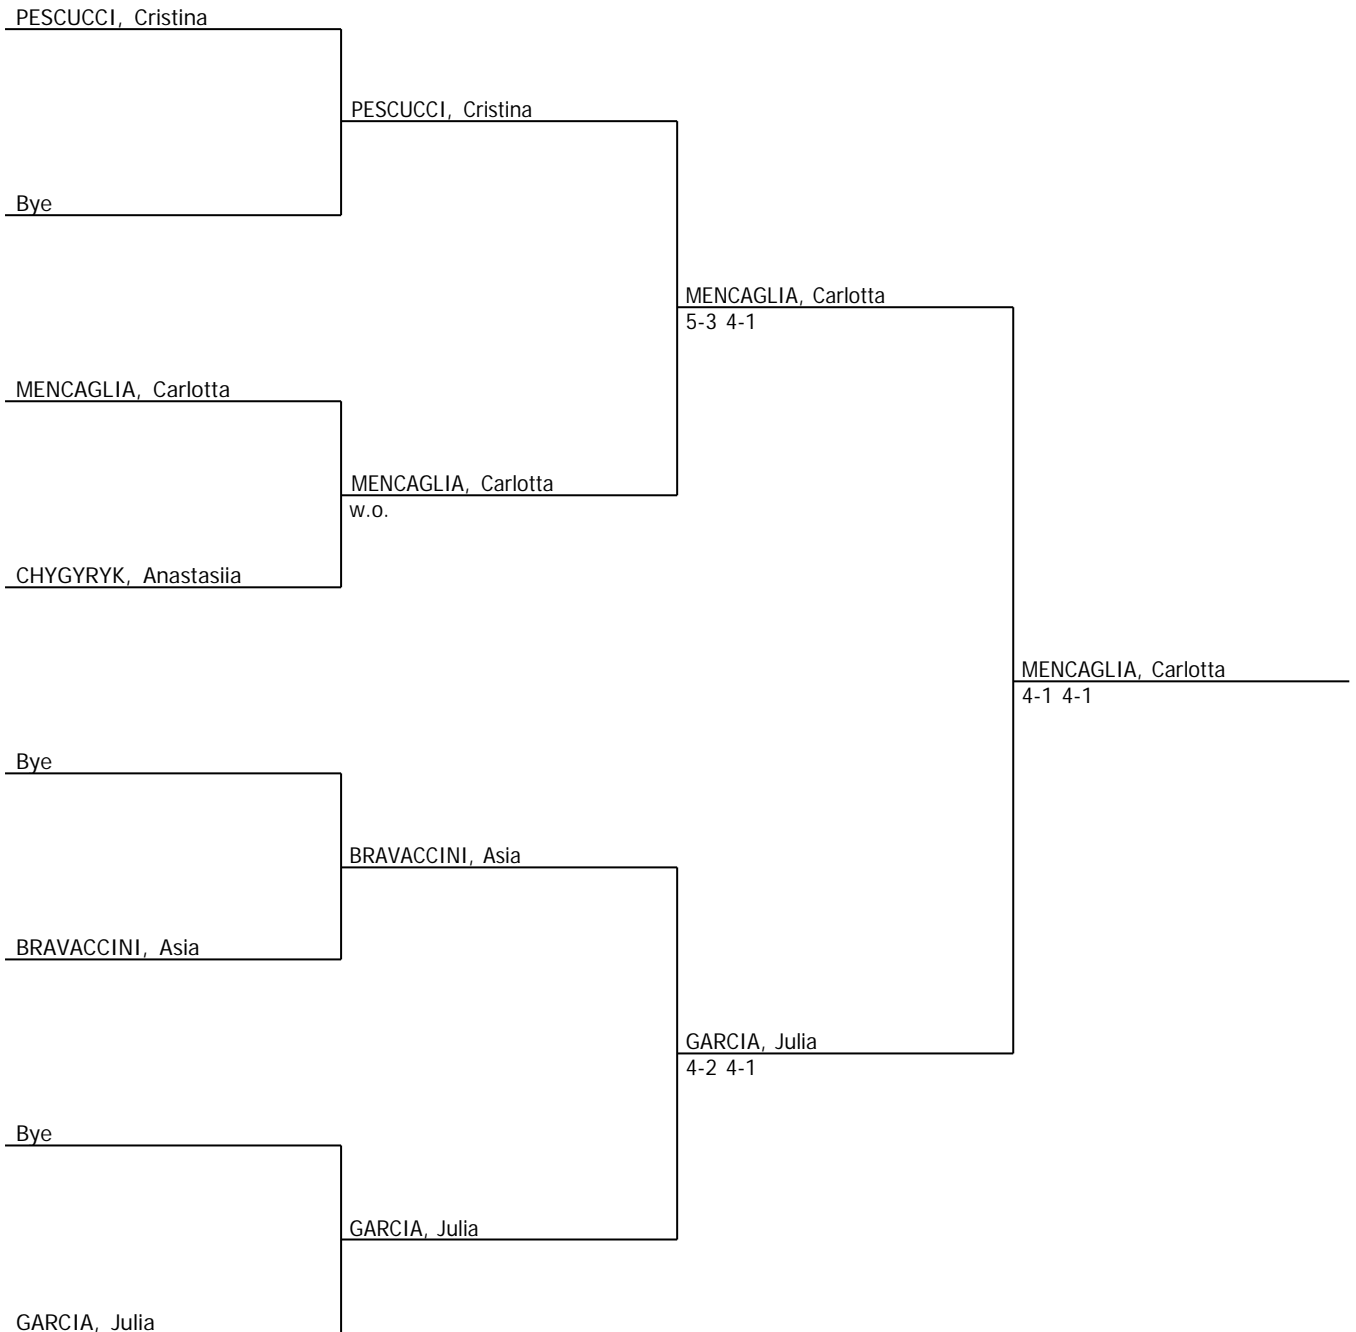 PESCUCCI, Cristina
PESCUCCI, Cristina
Bye
MENCAGLIA, Carlotta
5-3 4-1
MENCAGLIA, Carlotta
MENCAGLIA, Carlotta
w.o.
CHYGYRYK, Anastasiia
MENCAGLIA, Carlotta
4-1 4-1
Bye
BRAVACCINI, Asia
BRAVACCINI, Asia
GARCIA, Julia
4-2 4-1
Bye
GARCIA, Julia
GARCIA, Julia